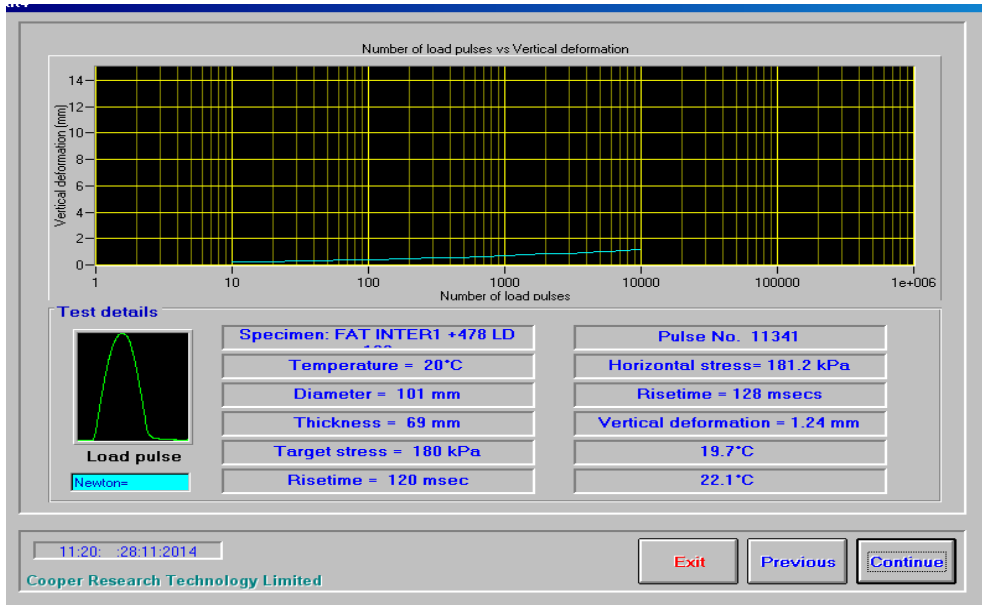 Number of load pulses vs Vertical deformation
Vertical deformation (mm)
14
12
10
8
6
4
2
0
1 10 100 1000 10000 100000 1e+006
Number of load pulses
Test details
Specimen: FAT INTER1 +478 LD
Pulse No. 11341
Temperature = 20°C
Horizontal stress= 181.2 kPa
Diameter = 101 mm
Risetime = 128 msecs
Thickness = 69 mm
Vertical deformation = 1.24 mm
Load pulse
Target stress = 180 kPa
19.7°C
Newton=
Risetime = 120 msec
22.1°C
11:20: :28:11:2014
Exit
Previous
Continue
Cooper Research Technology Limited